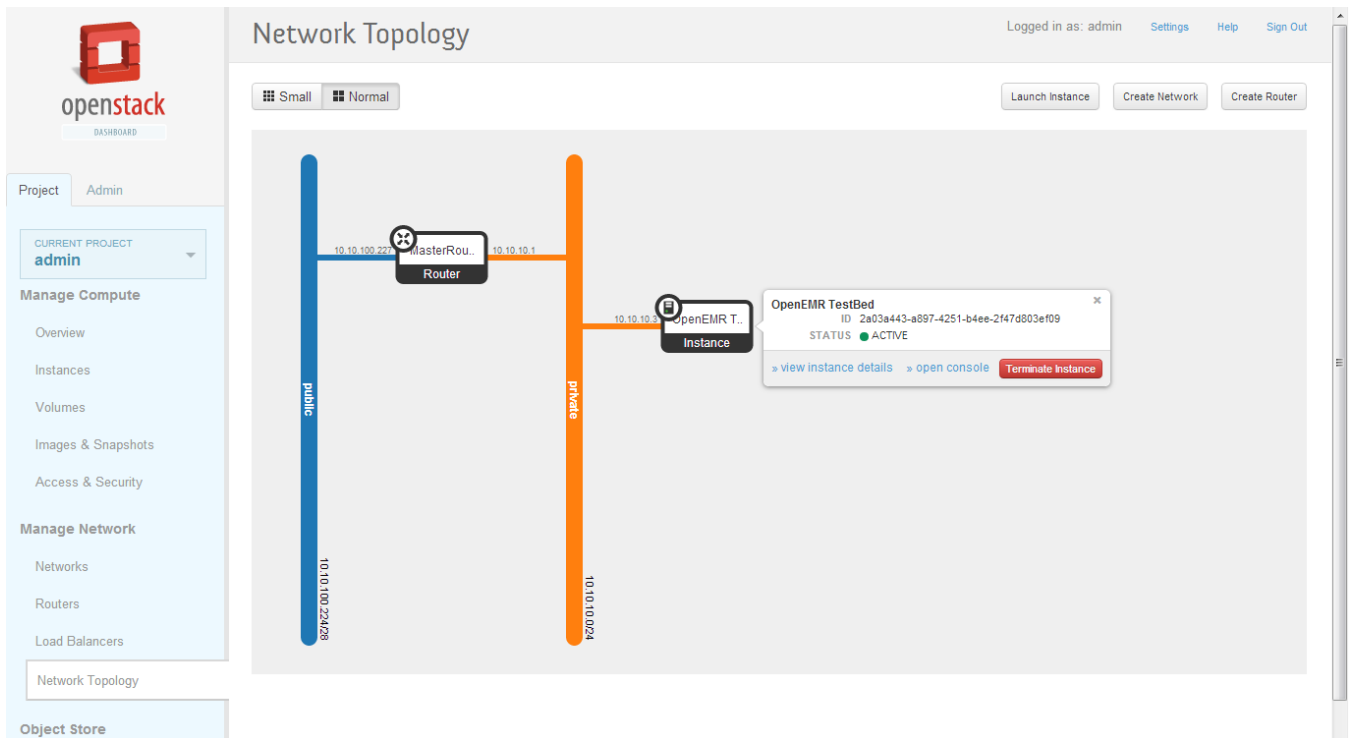 openstack
DASHBOARD
Project Admin
CURRENT PROJECT
admin
Manage Compute
Overview
Instances
Volumes
Images & Snapshots
Access & Security
Manage Network
Networks
Routers
Load Balancers
Network Topology
Object Store
Network Topology
Logged in as: admin Settings Help Sign Out
Small Normal
Launch Instance Create Network Create Router
public
10.10.100.224/28
10.10.100.227
MasterRou..
Router
10.10.10.1
private
10.10.10.0/24
10.10.10.3
OpenEMR T..
Instance
OpenEMR TestBed
ID 2a03a443-a897-4251-b4ee-2f47d803ef09
STATUS ACTIVE
» view instance details » open console Terminate Instance